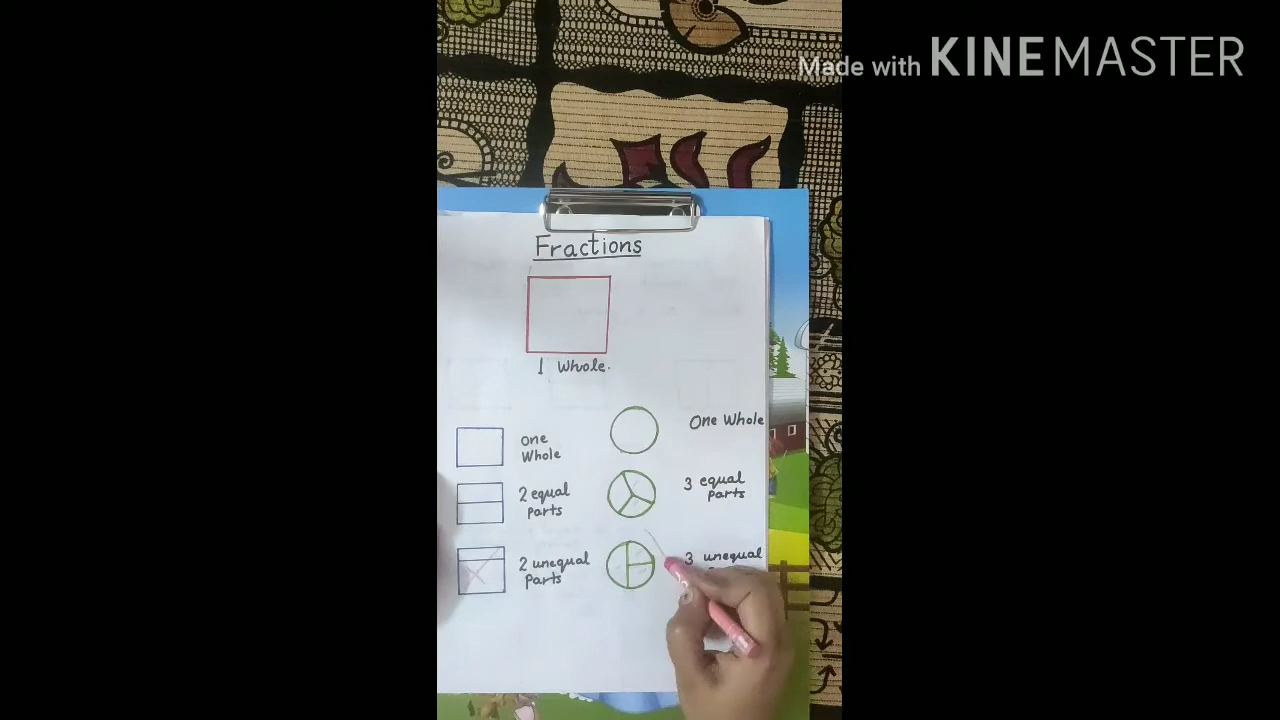 Made with KINEMASTER
Fractions
1 Whole.
One Whole
one
Whole
3 equal
parts
2 equal
parts
3 unequal
2 unequal
Parts